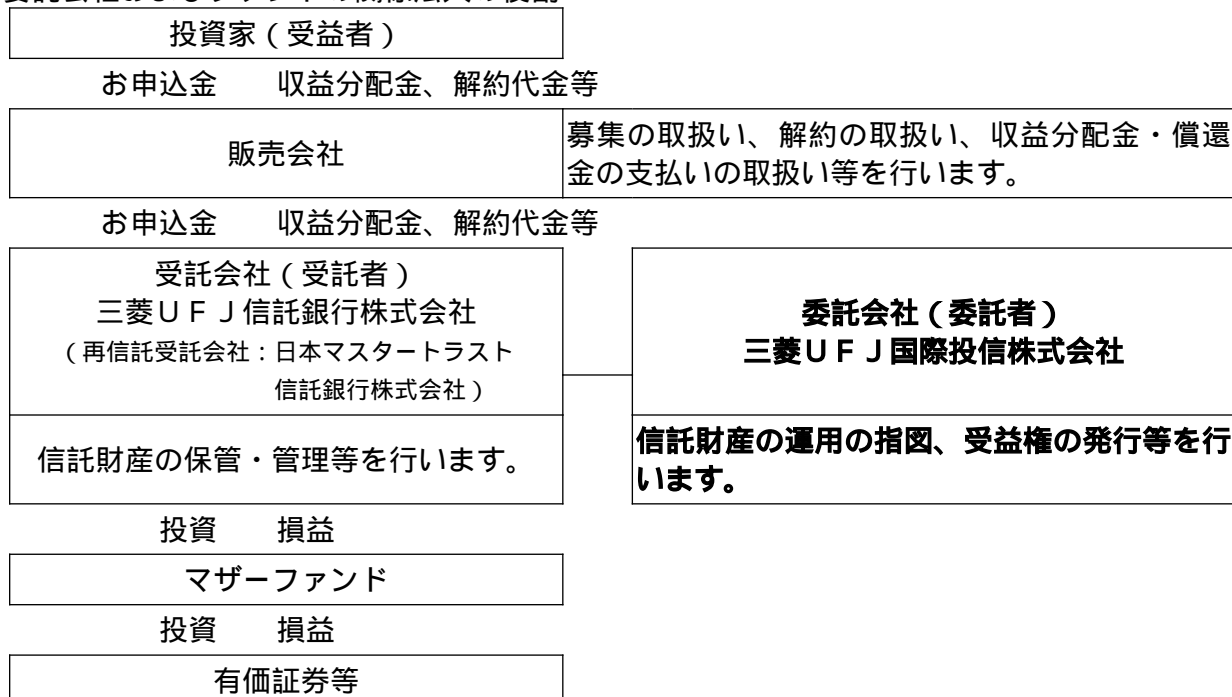 投資家（受益者）
お申込金　　収益分配金、解約代金等
販売会社
募集の取扱い、解約の取扱い、収益分配金・償還
金の支払いの取扱い等を行います。
お申込金　　収益分配金、解約代金等
受託会社（受託者）
三菱ＵＦＪ信託銀行株式会社
（再信託受託会社：日本マスタートラスト
信託銀行株式会社）
委託会社（委託者）
三菱ＵＦＪ国際投信株式会社
信託財産の保管・管理等を行います。
信託財産の運用の指図、受益権の発行等を行
います。
投資　　損益
マザーファンド
投資　　損益
有価証券等